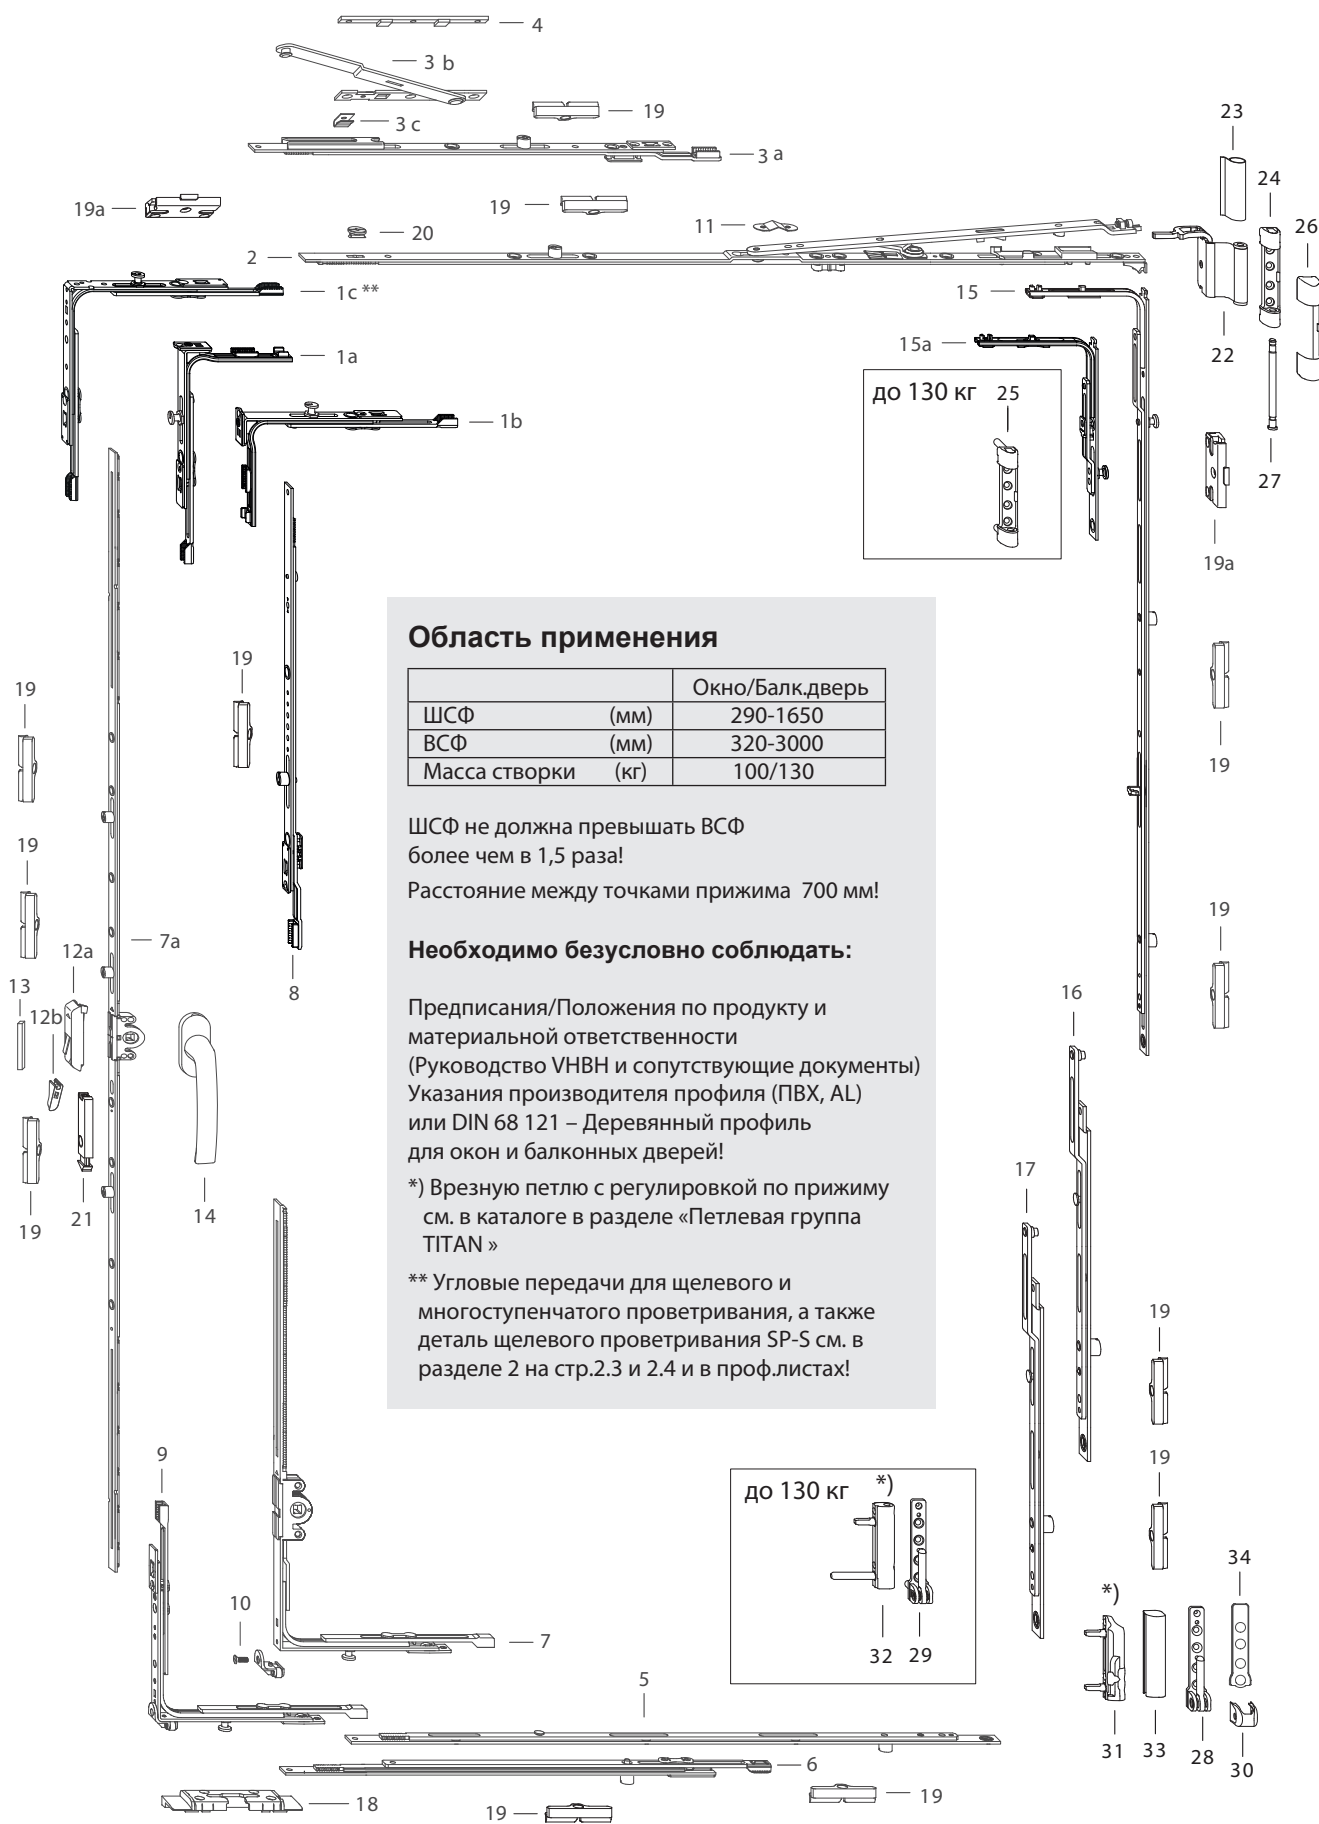 4
3 b
19
3 c
3 a
23
24
19a
19
11
26
20
2
1c **
15
1a
15a
22
до 130 кг 25
1b
27
19a
Область применения
Окно/Балк.дверь
ШСФ (мм) 290-1650
ВСФ (мм) 320-3000
Масса створки (кг) 100/130
ШСФ не должна превышать ВСФ
более чем в 1,5 раза!
Расстояние между точками прижима 700 мм!
Необходимо безусловно соблюдать:
Предписания/Положения по продукту и
материальной ответственности
(Руководство VHBH и сопутствующие документы)
Указания производителя профиля (ПВХ, AL)
или DIN 68 121 – Деревянный профиль
для окон и балконных дверей!
*) Врезную петлю с регулировкой по прижиму
см. в каталоге в разделе «Петлевая группа
TITAN »
** Угловые передачи для щелевого и
многоступенчатого проветривания, а также
деталь щелевого проветривания SP-S см. в
разделе 2 на стр.2.3 и 2.4 и в проф.листах!
19
19
19
19
7a
12a
19
13
12b
8
16
19
21
14
17
19
9
19
до 130 кг *)
34
10
7
32 29
*)
5
31 33 28 30
6
18
19
19